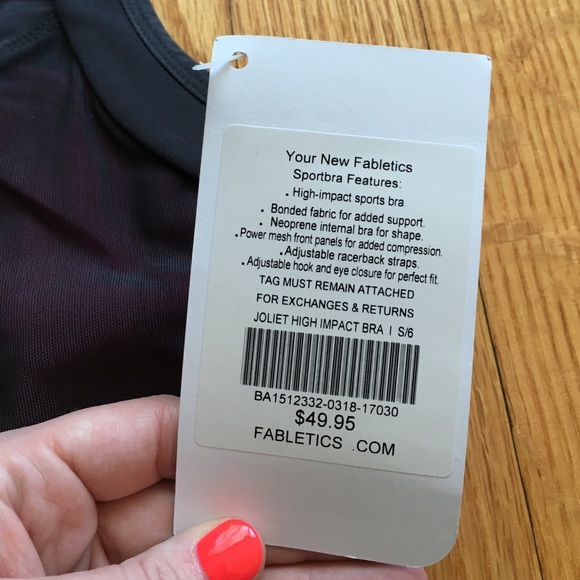 Your New Fabletics
Sportbra Features:
. High-impact sports bra
. Bonded fabric for added support.
. Neoprene internal bra for shape.
. Power mesh front panels for added compression.
. Adjustable racerback straps.
. Adjustable hook and eye closure for perfect fit.
TAG MUST REMAIN ATTACHED
FOR EXCHANGES & RETURNS
JOLIET HIGH IMPACT BRA | S/6
BA1512332-0318-17030
$49.95
FABLETICS .COM